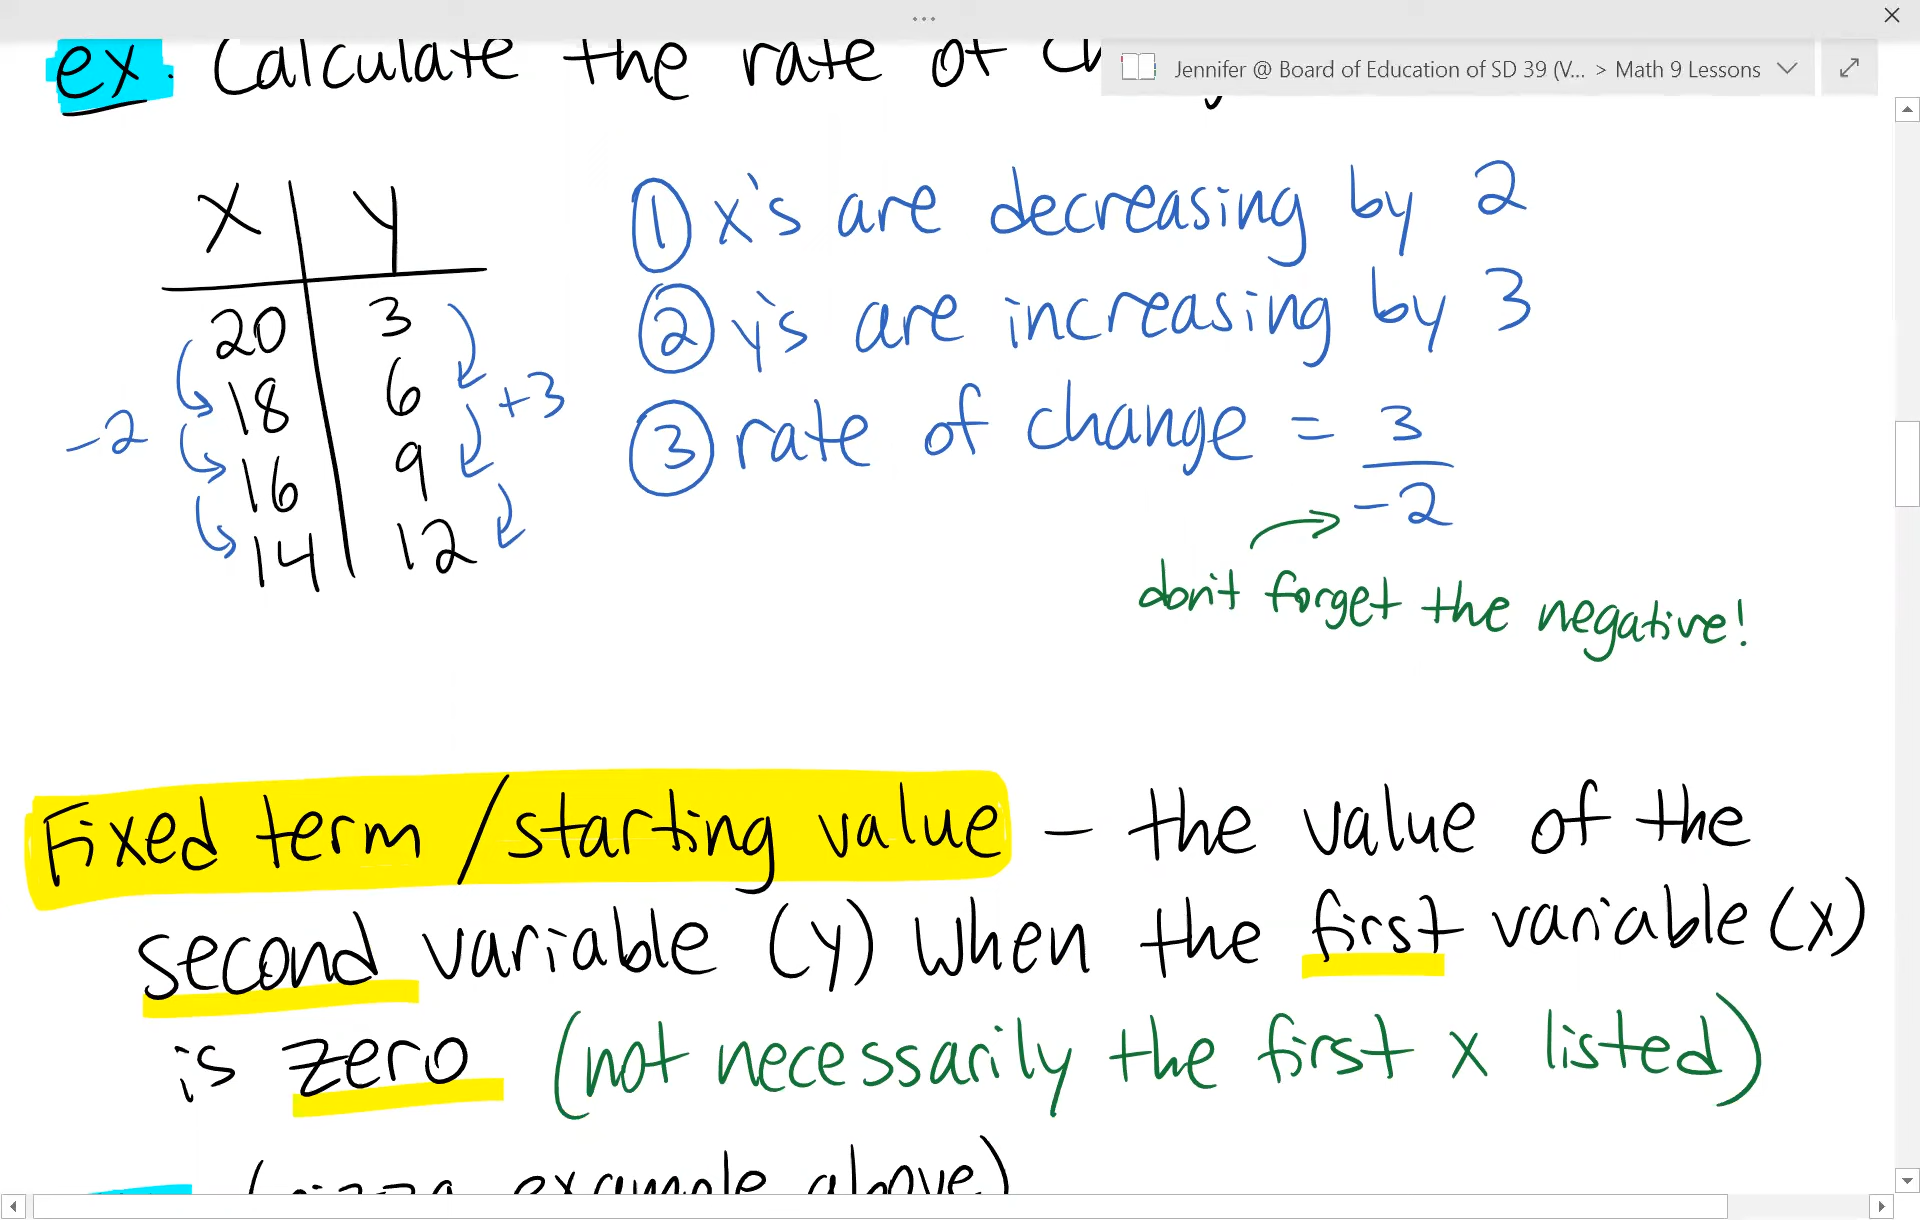 ex. Calculate the rate of
Jennifer @ Board of Education of SD 39 (V... > Math 9 Lessons
x y
20 3
18 6
16 9
14 12
-2
+3
① x's are decreasing by 2
② y's are increasing by 3
③ rate of change = 3
-2
don't forget the negative!
Fixed term / starting value – the value of the
second variable (y) when the first variable (x)
is zero (not necessarily the first x listed)
(pizza example above)